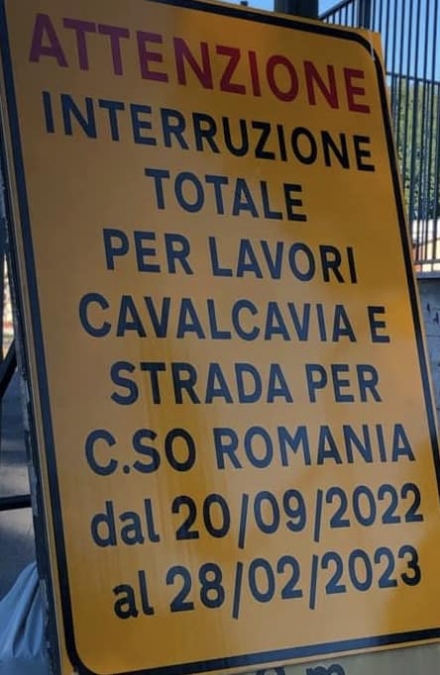 ATTENZIONE
INTERRUZIONE
TOTALE
PER LAVORI
CAVALCAVIA E
STRADA PER
C.SO ROMANIA
dal 20/09/2022
al 28/02/2023